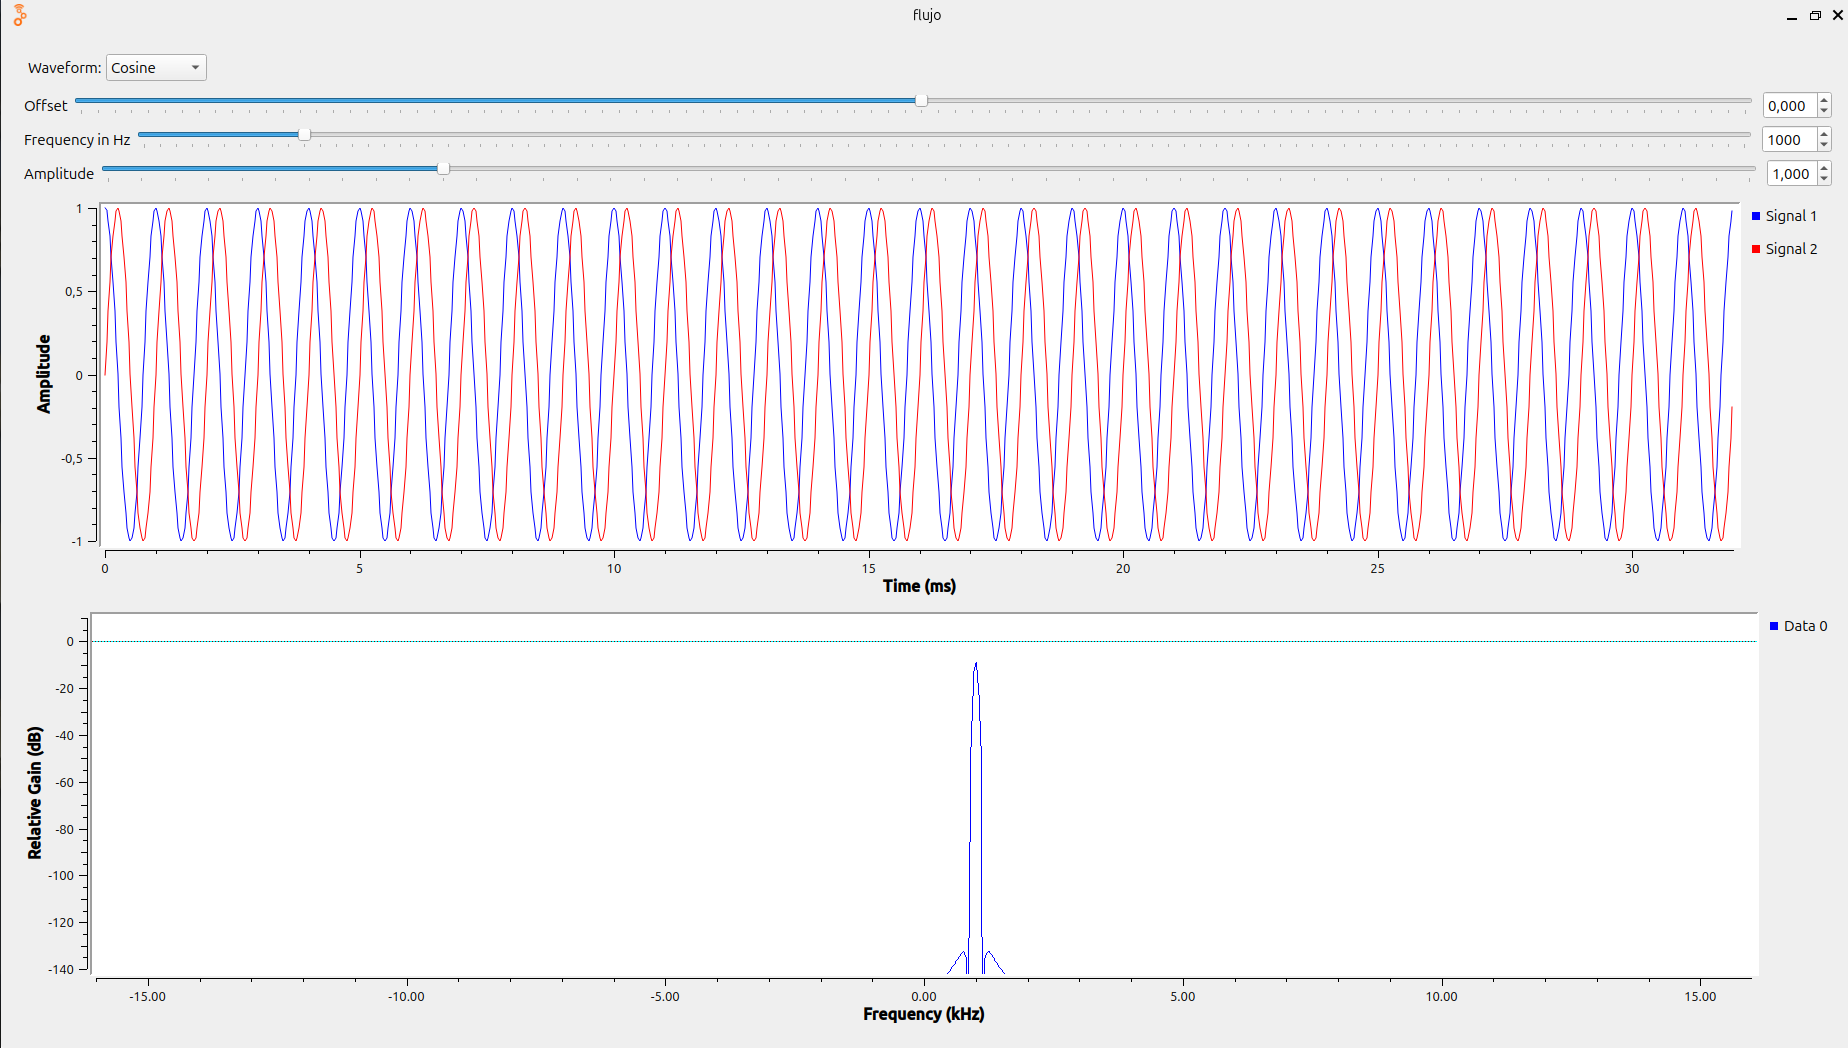 flujo
Waveform: Cosine
Offset 0,000
Frequency in Hz 1000
Amplitude 1,000
Signal 1
Signal 2
1
0,5
0
-0,5
-1
Amplitude
0 5 10 15 20 25 30
Time (ms)
Data 0
0
-20
-40
-60
-80
-100
-120
-140
Relative Gain (dB)
-15.00 -10.00 -5.00 0.00 5.00 10.00 15.00
Frequency (kHz)